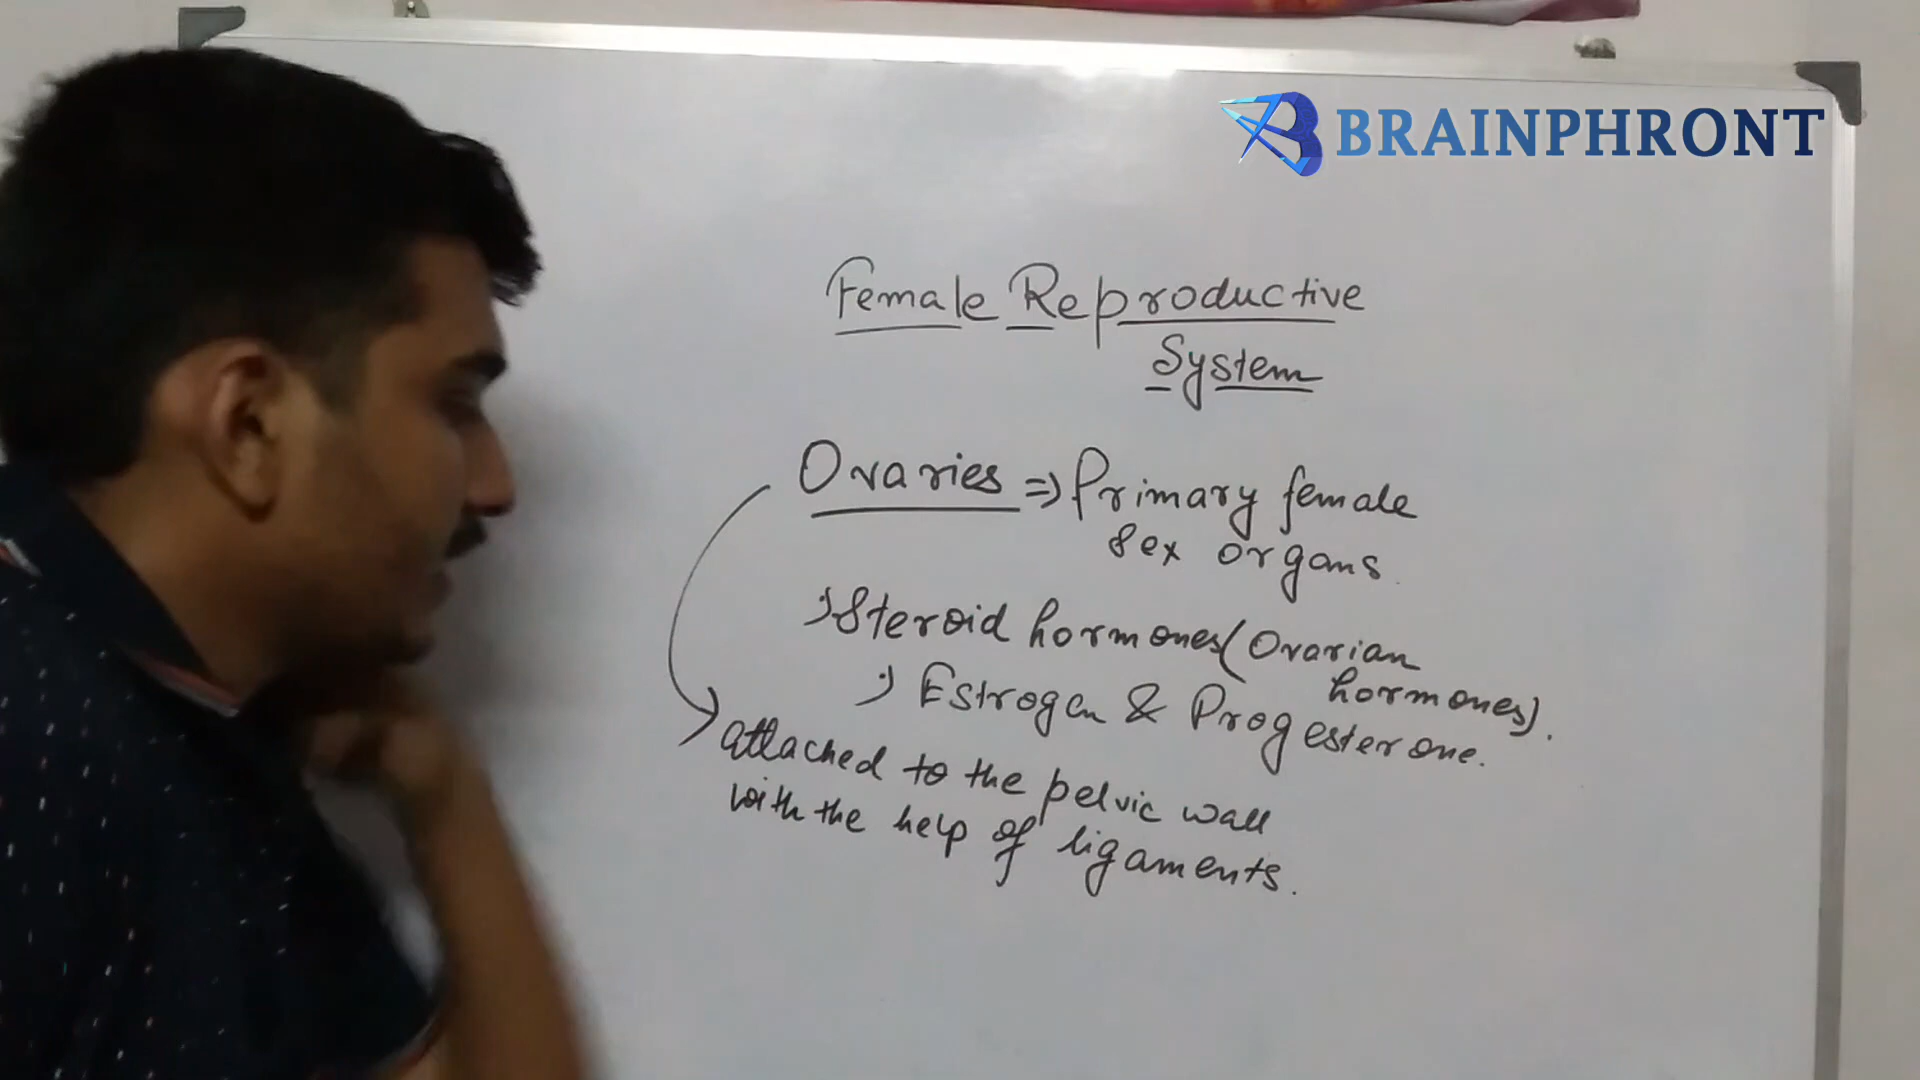 BRAINPHRONT
Female Reproductive
System
Ovaries => Primary female
sex organs.
Steroid hormones (Ovarian
hormones).
Estrogen & Progesterone.
attached to the pelvic wall
with the help of ligaments.